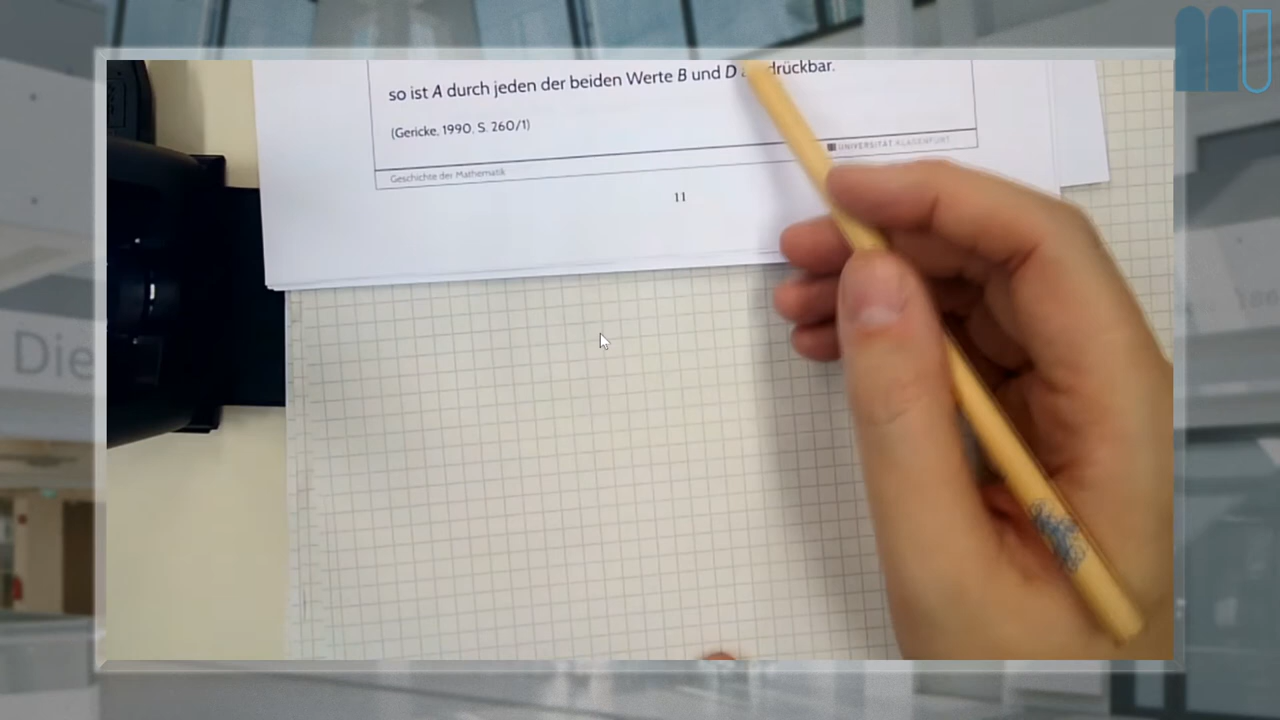 so ist A durch jeden der beiden Werte B und D drückbar.
(Gericke, 1990, S. 260/1)
UNIVERSITÄT KLAGENFURT
Geschichte der Mathematik
11
Die